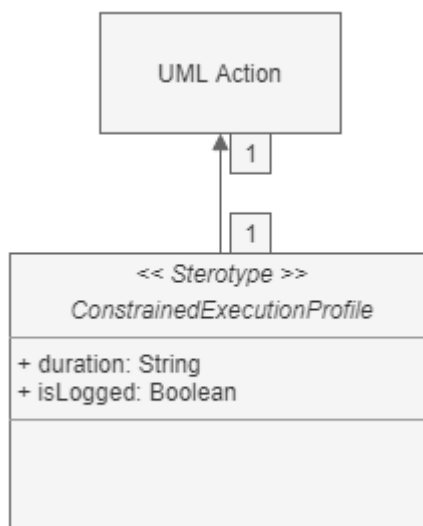 UML Action
1
1
<< Sterotype >>
ConstrainedExecutionProfile
+ duration: String
+ isLogged: Boolean